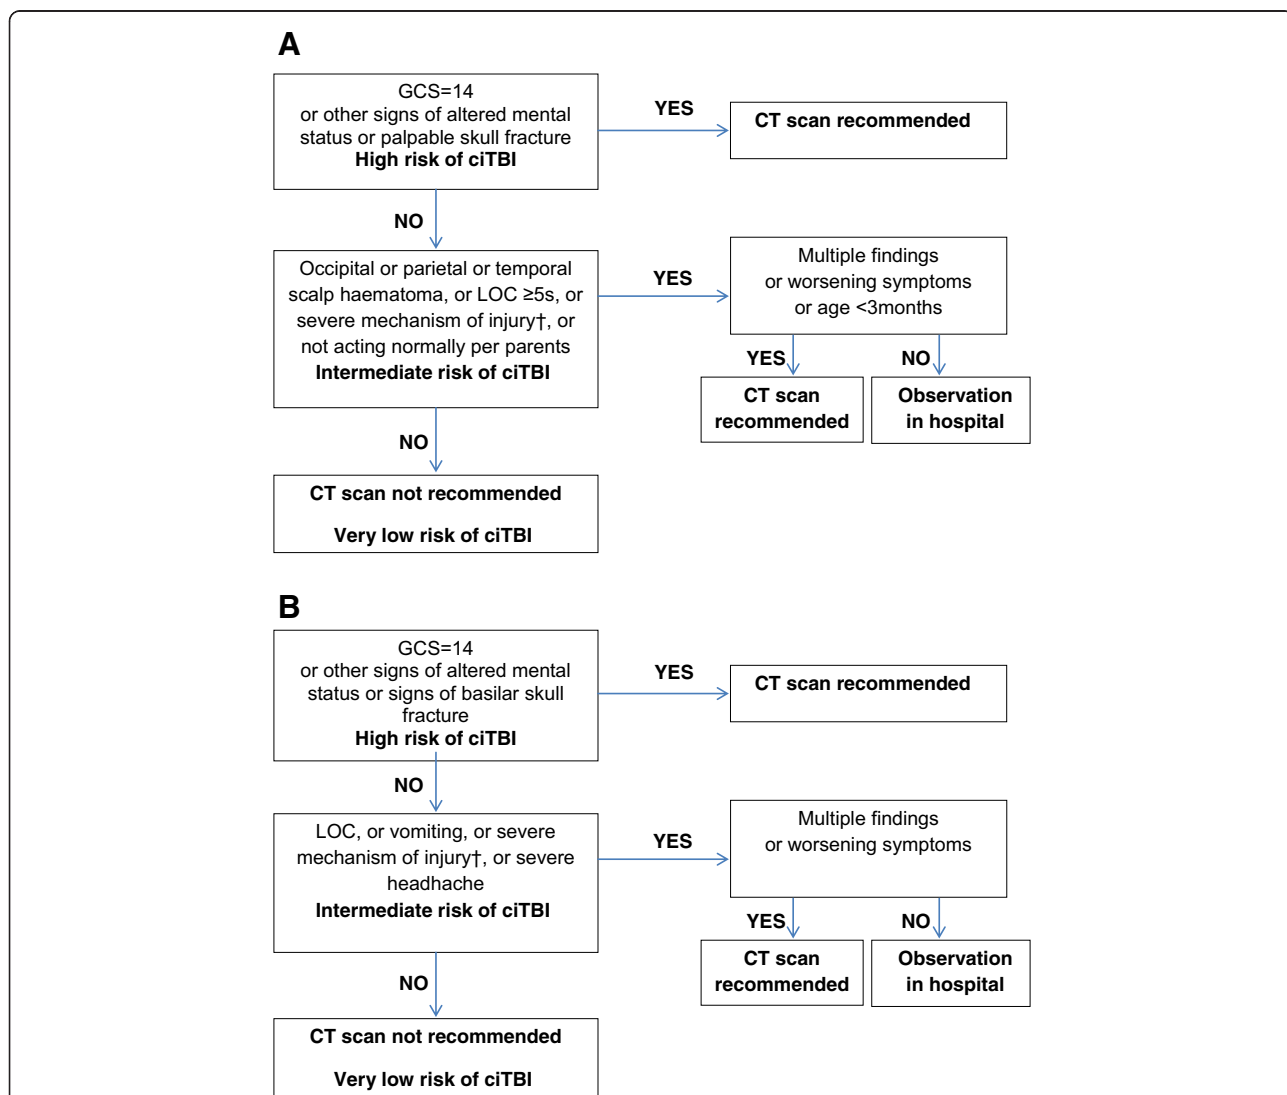 A
GCS=14
or other signs of altered mental
status or palpable skull fracture
High risk of ciTBI
YES
CT scan recommended
NO
Occipital or parietal or temporal
scalp haematoma, or LOC ≥5s, or
severe mechanism of injury†, or
not acting normally per parents
Intermediate risk of ciTBI
YES
Multiple findings
or worsening symptoms
or age <3months
YES
NO
CT scan
recommended
Observation
in hospital
NO
CT scan not recommended
Very low risk of ciTBI
B
GCS=14
or other signs of altered mental
status or signs of basilar skull
fracture
High risk of ciTBI
YES
CT scan recommended
NO
LOC, or vomiting, or severe
mechanism of injury†, or severe
headhache
Intermediate risk of ciTBI
YES
Multiple findings
or worsening symptoms
YES
NO
CT scan
recommended
Observation
in hospital
NO
CT scan not recommended
Very low risk of ciTBI